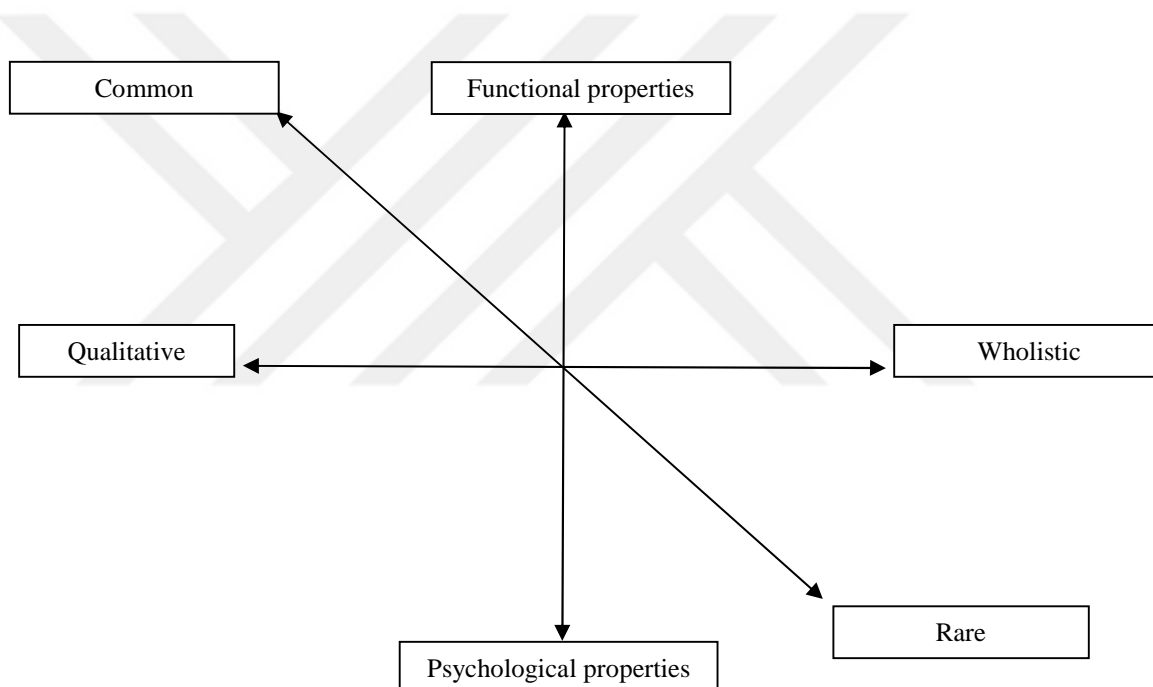 Common
Functional properties
Qualitative
Wholistic
Rare
Psychological properties